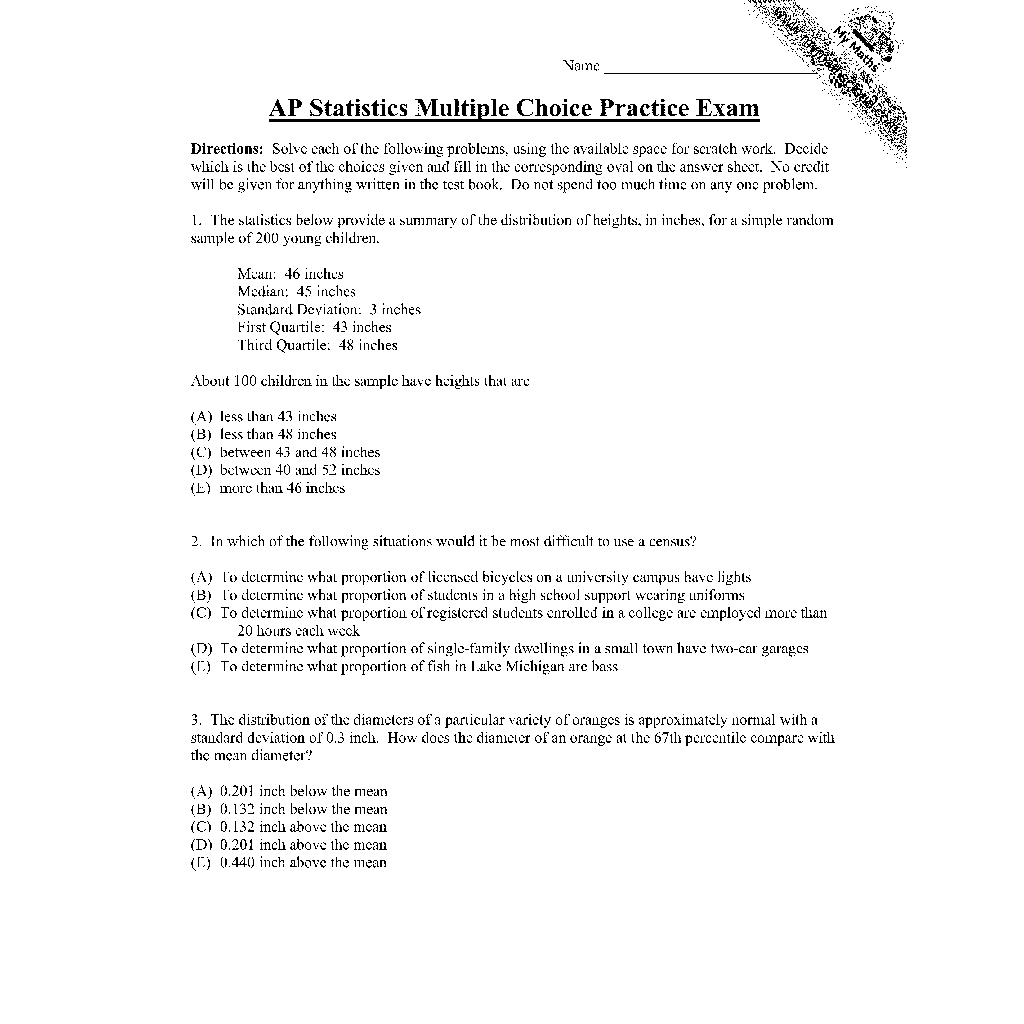 My Maths
Name
AP Statistics Multiple Choice Practice Exam
Directions: Solve each of the following problems, using the available space for scratch work. Decide
which is the best of the choices given and fill in the corresponding oval on the answer sheet. No credit
will be given for anything written in the test book. Do not spend too much time on any one problem.
1. The statistics below provide a summary of the distribution of heights, in inches, for a simple random
sample of 200 young children.
Mean: 46 inches
Median: 45 inches
Standard Deviation: 3 inches
First Quartile: 43 inches
Third Quartile: 48 inches
About 100 children in the sample have heights that are
(A) less than 43 inches
(B) less than 48 inches
(C) between 43 and 48 inches
(D) between 40 and 52 inches
(E) more than 46 inches
2. In which of the following situations would it be most difficult to use a census?
(A) To determine what proportion of licensed bicycles on a university campus have lights
(B) To determine what proportion of students in a high school support wearing uniforms
(C) To determine what proportion of registered students enrolled in a college are employed more than
20 hours each week
(D) To determine what proportion of single-family dwellings in a small town have two-car garages
(E) To determine what proportion of fish in Lake Michigan are bass
3. The distribution of the diameters of a particular variety of oranges is approximately normal with a
standard deviation of 0.3 inch. How does the diameter of an orange at the 67th percentile compare with
the mean diameter?
(A) 0.201 inch below the mean
(B) 0.132 inch below the mean
(C) 0.132 inch above the mean
(D) 0.201 inch above the mean
(E) 0.440 inch above the mean